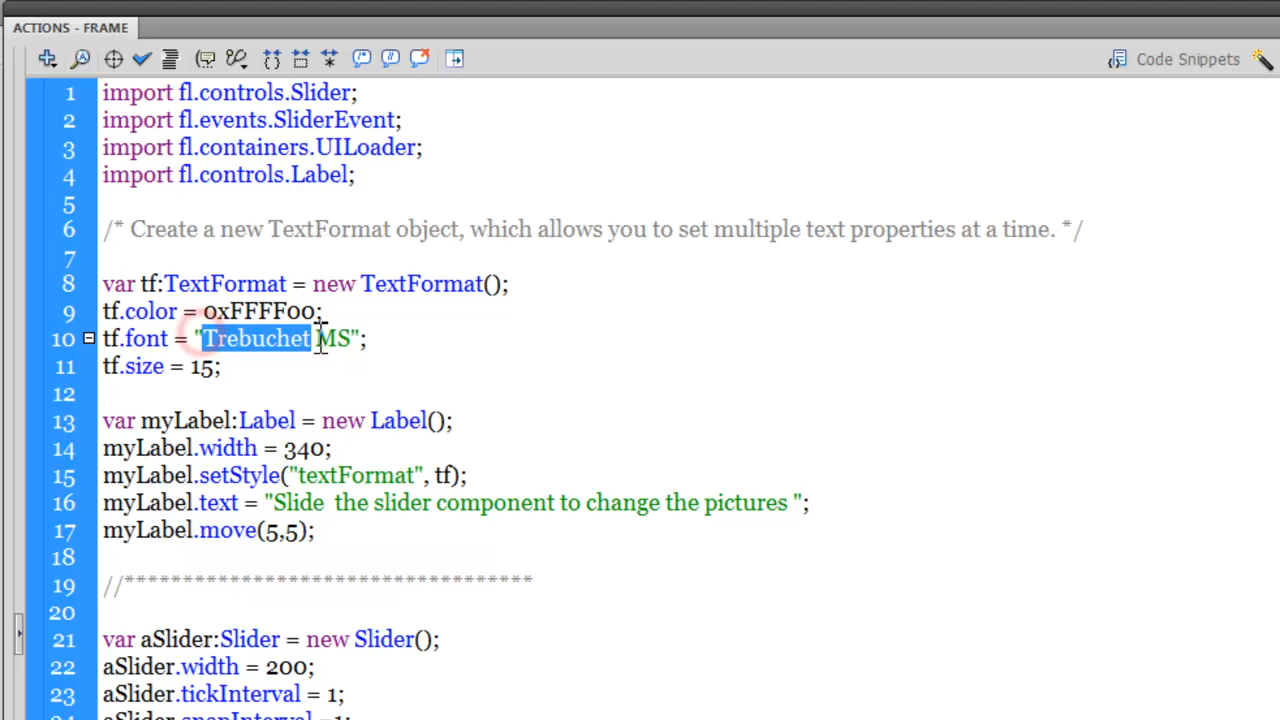 ACTIONS - FRAME
Code Snippets
1 import fl.controls.Slider;
2 import fl.events.SliderEvent;
3 import fl.containers.UILoader;
4 import fl.controls.Label;
5
6 /* Create a new TextFormat object, which allows you to set multiple text properties at a time. */
7
8 var tf:TextFormat = new TextFormat();
9 tf.color = 0xFFFF00;
10 tf.font = "Trebuchet MS";
11 tf.size = 15;
12
13 var myLabel:Label = new Label();
14 myLabel.width = 340;
15 myLabel.setStyle("textFormat", tf);
16 myLabel.text = "Slide  the slider component to change the pictures ";
17 myLabel.move(5,5);
18
19 //***********************************
20
21 var aSlider:Slider = new Slider();
22 aSlider.width = 200;
23 aSlider.tickInterval = 1;
24 aSlider.snapInterval =1;